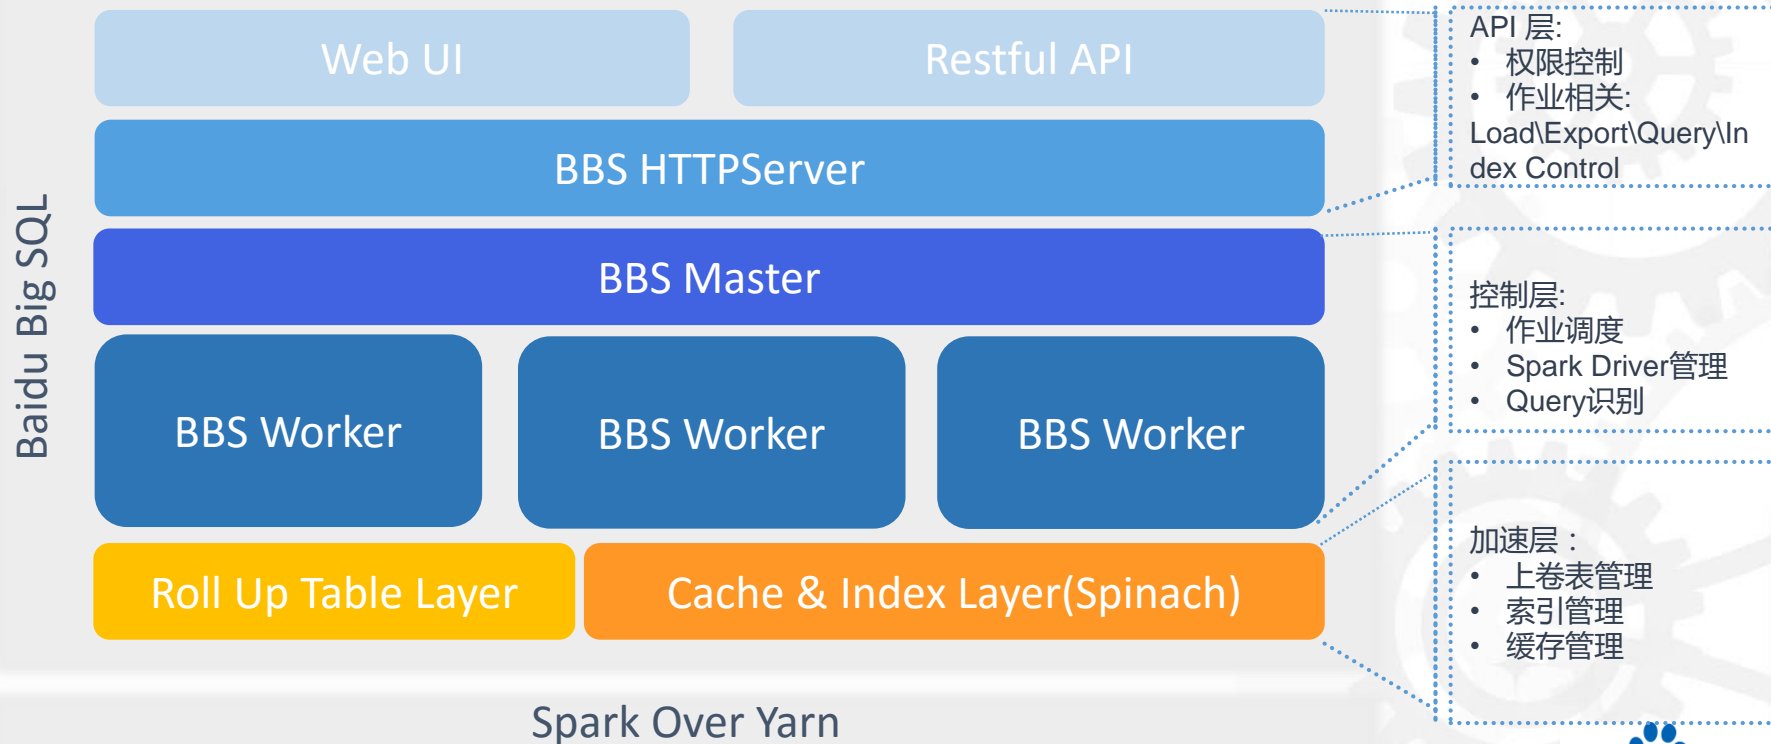 Baidu Big SQL
Web UI
Restful API
BBS HTTPServer
BBS Master
BBS Worker
BBS Worker
BBS Worker
Roll Up Table Layer
Cache & Index Layer(Spinach)
Spark Over Yarn
API 层:
• 权限控制
• 作业相关:
Load\Export\Query\In
dex Control
控制层:
• 作业调度
• Spark Driver管理
• Query识别
加速层：
• 上卷表管理
• 索引管理
• 缓存管理